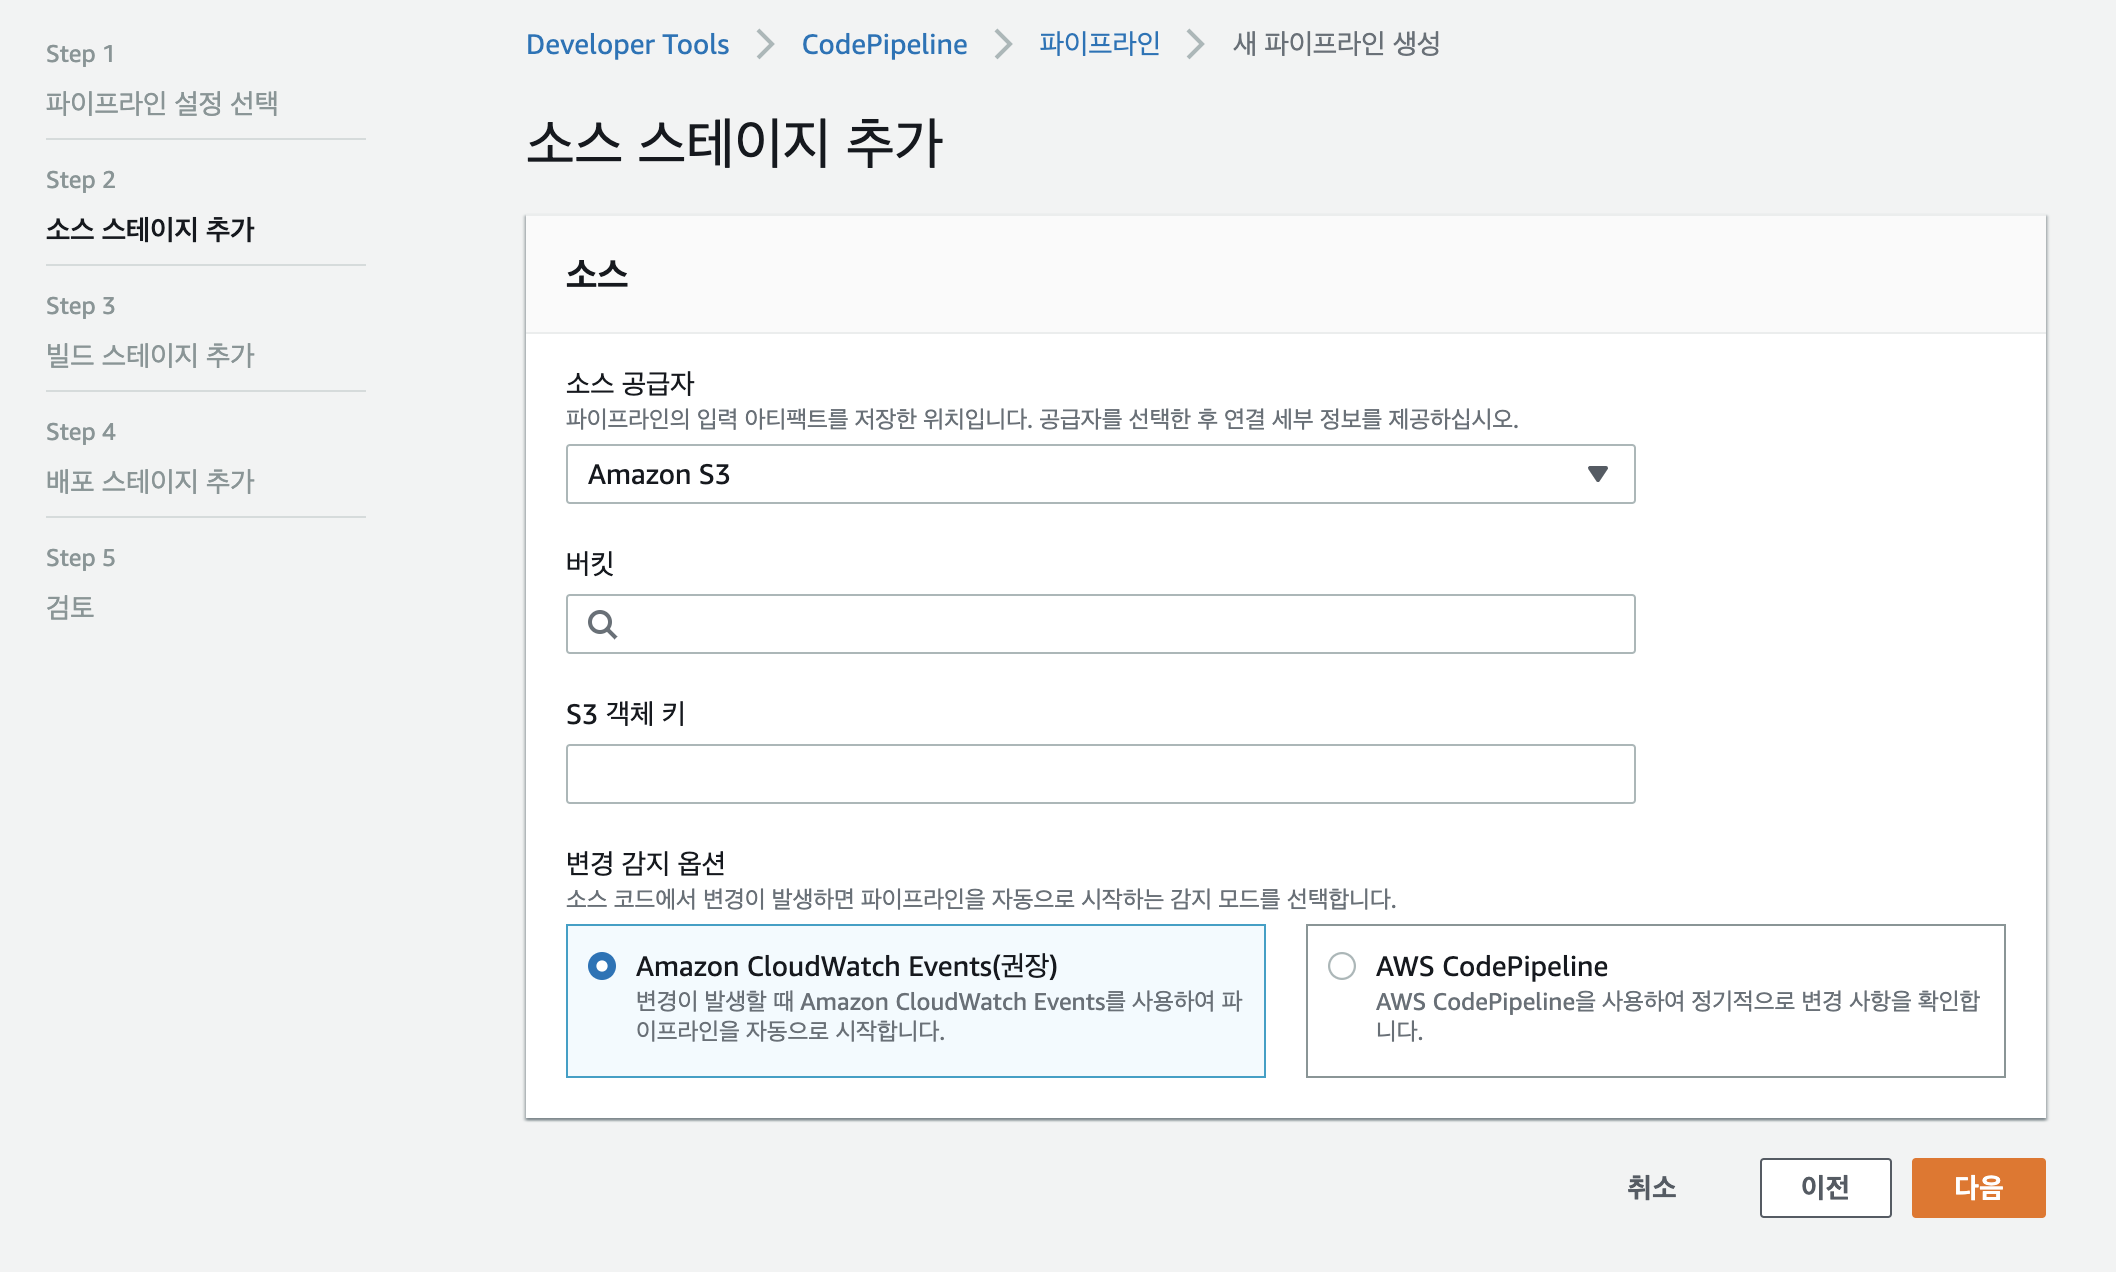 Step 1
파이프라인 설정 선택
Step 2
소스 스테이지 추가
Step 3
빌드 스테이지 추가
Step 4
배포 스테이지 추가
Step 5
검토
Developer Tools CodePipeline 파이프라인 새 파이프라인 생성
소스 스테이지 추가
소스
소스 공급자
파이프라인의 입력 아티팩트를 저장한 위치입니다. 공급자를 선택한 후 연결 세부 정보를 제공하십시오.
Amazon S3
버킷
S3 객체 키
변경 감지 옵션
소스 코드에서 변경이 발생하면 파이프라인을 자동으로 시작하는 감지 모드를 선택합니다.
Amazon CloudWatch Events(권장)
변경이 발생할 때 Amazon CloudWatch Events를 사용하여 파
이프라인을 자동으로 시작합니다.
AWS CodePipeline
AWS CodePipeline을 사용하여 정기적으로 변경 사항을 확인합
니다.
취소 이전 다음